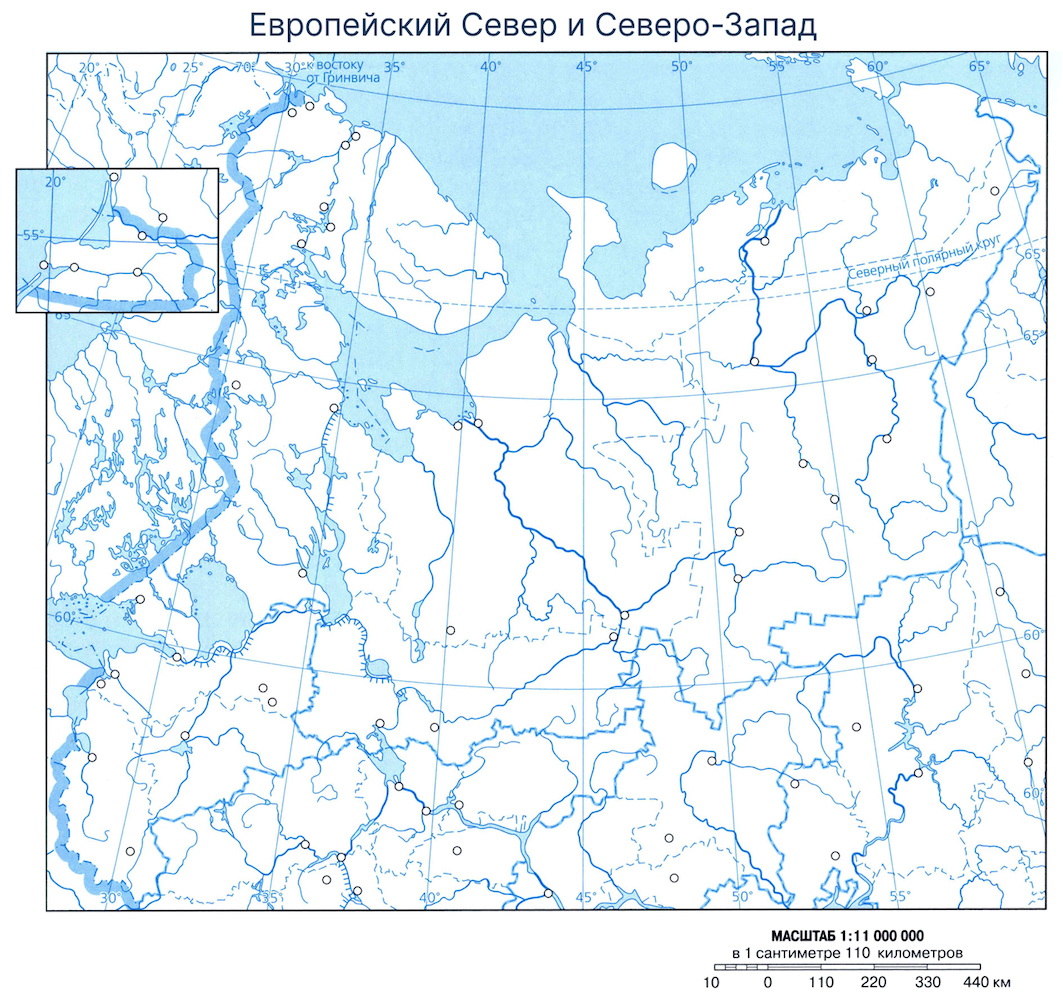 Европейский Север и Северо-Запад
20° 25° 70° 30° к востоку 35° 40° 45° 50° 55° 60° 65°
от Гринвича
20°
55°
Северный полярный круг
65°
65°
65°
60°
60°
60°
30° 35° 40° 45° 50° 55°
МАСШТАБ 1:11 000 000
в 1 сантиметре 110 километров
10 0 110 220 330 440 км